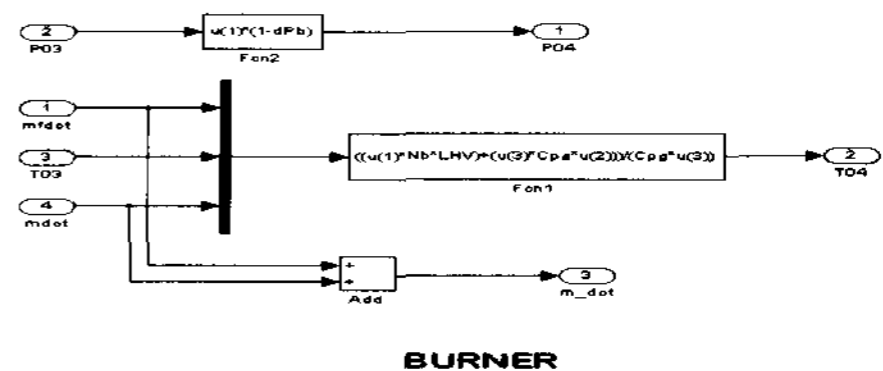 2
P03
u(1)*(1-dPb)
Fcn2
1
P04
1
mfdot
3
T03
4
mdot
((u(1)*Nb*LHV)+(u(3)*Cpa*u(2)))/(Cpg*u(3))
Fcn1
2
T04
+
+
Add
3
m_dot
BURNER